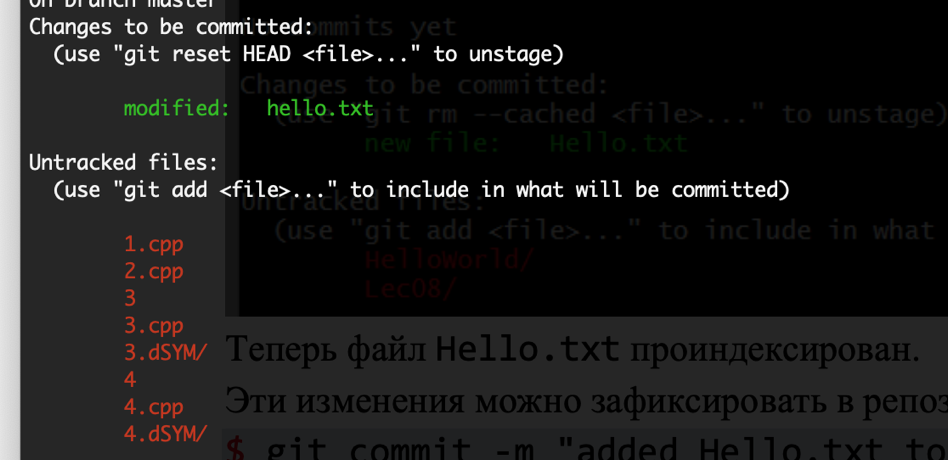 On branch master
Changes to be committed:
(use "git reset HEAD <file>..." to unstage)
modified: hello.txt
Untracked files:
(use "git add <file>..." to include in what will be committed)
1.cpp
2.cpp
3
3.cpp
3.dSYM/
4
4.cpp
4.dSYM/
commits yet
Changes to be committed:
(use "git rm --cached <file>..." to unstage)
new file: Hello.txt
Untracked files:
(use "git add <file>..." to include in what
HelloWorld/
Lec08/
Теперь файл Hello.txt проиндексирован.
Эти изменения можно зафиксировать в репоз
$ git commit -m "added Hello.txt to